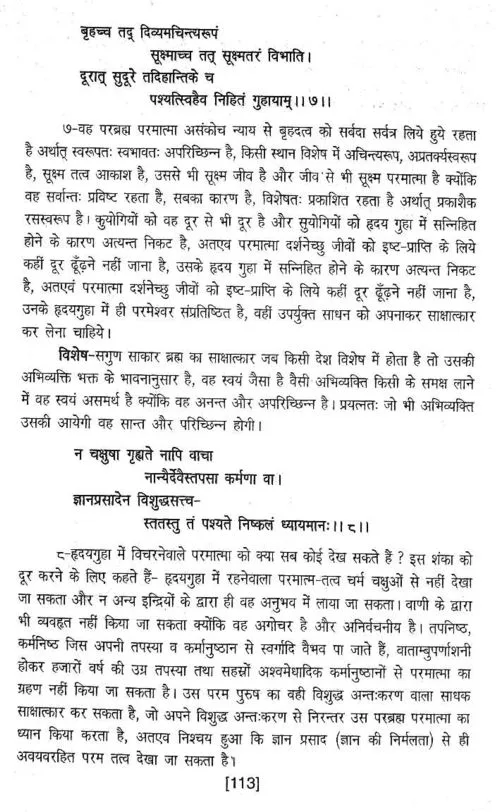 बृहच्च तद् दिव्यमचिन्त्यरूपं
सूक्ष्माच्च तत् सूक्ष्मतरं विभाति।
दूरात् सुदूरे तदिहान्तिके च
पश्यत्स्विहैव निहितं गुहायाम्।।७।।
७-वह परब्रह्म परमात्मा असंकोच न्याय से बृहदत्व को सर्वदा सर्वत्र लिये हुये रहता
है अर्थात् स्वरूपतः स्वभावतः अपरिच्छिन्न है, किसी स्थान विशेष में अचिन्त्यरूप, अप्रतर्क्यस्वरूप
है, सूक्ष्म तत्व आकाश है, उससे भी सूक्ष्म जीव है और जीव से भी सूक्ष्म परमात्मा है क्योंकि
वह सर्वान्तः प्रविष्ट रहता है, सबका कारण है, विशेषतः प्रकाशित रहता है अर्थात् प्रकाशैक
रसस्वरूप है। कुयोगियों को वह दूर से भी दूर है और सुयोगियों को हृदय गुहा में सन्निहित
होने के कारण अत्यन्त निकट है, अतएव परमात्मा दर्शनेच्छु जीवों को इष्ट-प्राप्ति के लिये
कहीं दूर ढूँढ़ने नहीं जाना है, उसके हृदय गुहा में सन्निहित होने के कारण अत्यन्त निकट
है, अतएवं परमात्मा दर्शनेच्छु जीवों को इष्ट-प्राप्ति के लिये कहीं दूर ढूँढ़ने नहीं जाना है,
उनके हृदयगुहा में ही परमेश्वर संप्रतिष्ठित है, वहीं उपर्युक्त साधन को अपनाकर साक्षात्कार
कर लेना चाहिये।
विशेष-सगुण साकार ब्रह्म का साक्षात्कार जब किसी देश विशेष में होता है तो उसकी
अभिव्यक्ति भक्त के भावनानुसार है, वह स्वयं जैसा है वैसी अभिव्यक्ति किसी के समक्ष लाने
में वह स्वयं असमर्थ है क्योंकि वह अनन्त और अपरिच्छिन्न है। प्रयत्नतः जो भी अभिव्यक्ति
उसकी आयेगी वह सान्त और परिच्छिन्न होगी।
न चक्षुषा गृह्यते नापि वाचा
नान्यैर्देवैस्तपसा कर्मणा वा।
ज्ञानप्रसादेन विशुद्धसत्त्व-
स्ततस्तु तं पश्यते निष्कलं ध्यायमानः।।८।।
८-हृदयगुहा में विचरनेवाले परमात्मा को क्या सब कोई देख सकते हैं ? इस शंका को
दूर करने के लिए कहते हैं- हृदयगुहा में रहनेवाला परमात्म-तत्व चर्म चक्षुओं से नहीं देखा
जा सकता और न अन्य इन्द्रियों के द्वारा ही वह अनुभव में लाया जा सकता। वाणी के द्वारा
भी व्यवहृत नहीं किया जा सकता क्योंकि वह अगोचर है और अनिर्वचनीय है। तपनिष्ठ,
कर्मनिष्ठ जिस अपनी तपस्या व कर्मानुष्ठान से स्वर्गादि वैभव पा जाते हैं, वाताम्बुपर्णाशनी
होकर हजारों वर्ष की उग्र तपस्या तथा सहस्रों अश्वमेधादिक कर्मानुष्ठानों से परमात्मा का
ग्रहण नहीं किया जा सकता है। उस परम पुरुष का वही विशुद्ध अन्तःकरण वाला साधक
साक्षात्कार कर सकता है, जो अपने विशुद्ध अन्तःकरण से निरन्तर उस परब्रह्म परमात्मा का
ध्यान किया करता है, अतएव निश्चय हुआ कि ज्ञान प्रसाद (ज्ञान की निर्मलता) से ही
अवयवरहित परम तत्व देखा जा सकता है।
[113]